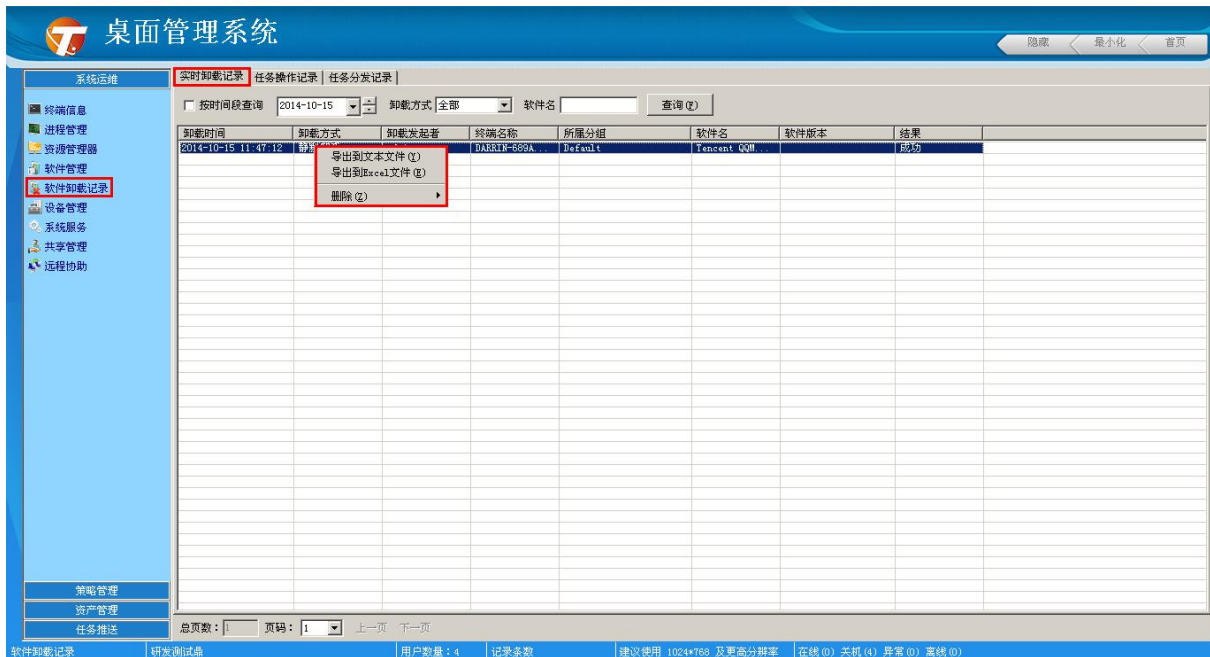 桌面管理系统
隐藏 最小化 首页
系统运维
实时卸载记录 任务操作记录 任务分发记录
按时间段查询 2014-10-15 卸载方式 全部 软件名 查询(F)
终端信息
进程管理
资源管理器
软件管理
软件卸载记录
设备管理
系统服务
共享管理
远程协助
卸载时间 卸载方式 卸载发起者 终端名称 所属分组 软件名 软件版本 结果
2014-10-15 11:47:12 DARRIN-689A... Default Tencent QQM... 成功
导出到文本文件(Y)
导出到Excel文件(E)
删除(Z)
策略管理
资产管理
任务推送
总页数: 1 页码: 1 上一页 下一页
软件卸载记录 研发测试桌 用户数量: 4 记录条数 建议使用 1024*768 及更高分辨率 在线(0) 关机(4) 异常(0) 离线(0)